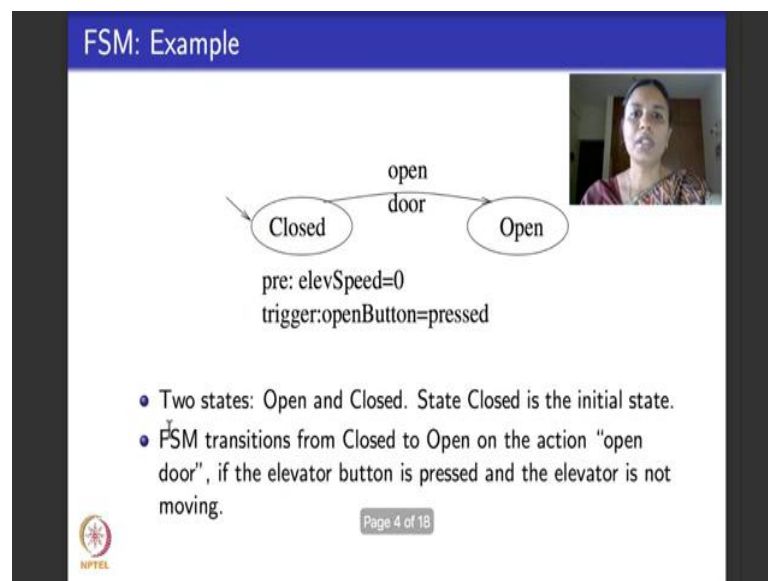 FSM: Example
open
door
Closed
Open
pre: elevSpeed=0
trigger:openButton=pressed
Two states: Open and Closed. State Closed is the initial state.
FSM transitions from Closed to Open on the action “open
door”, if the elevator button is pressed and the elevator is not
moving.
Page 4 of 18
NPTEL